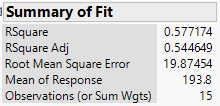 Summary of Fit
RSquare 0.577174
RSquare Adj 0.544649
Root Mean Square Error 19.87454
Mean of Response 193.8
Observations (or Sum Wgts) 15